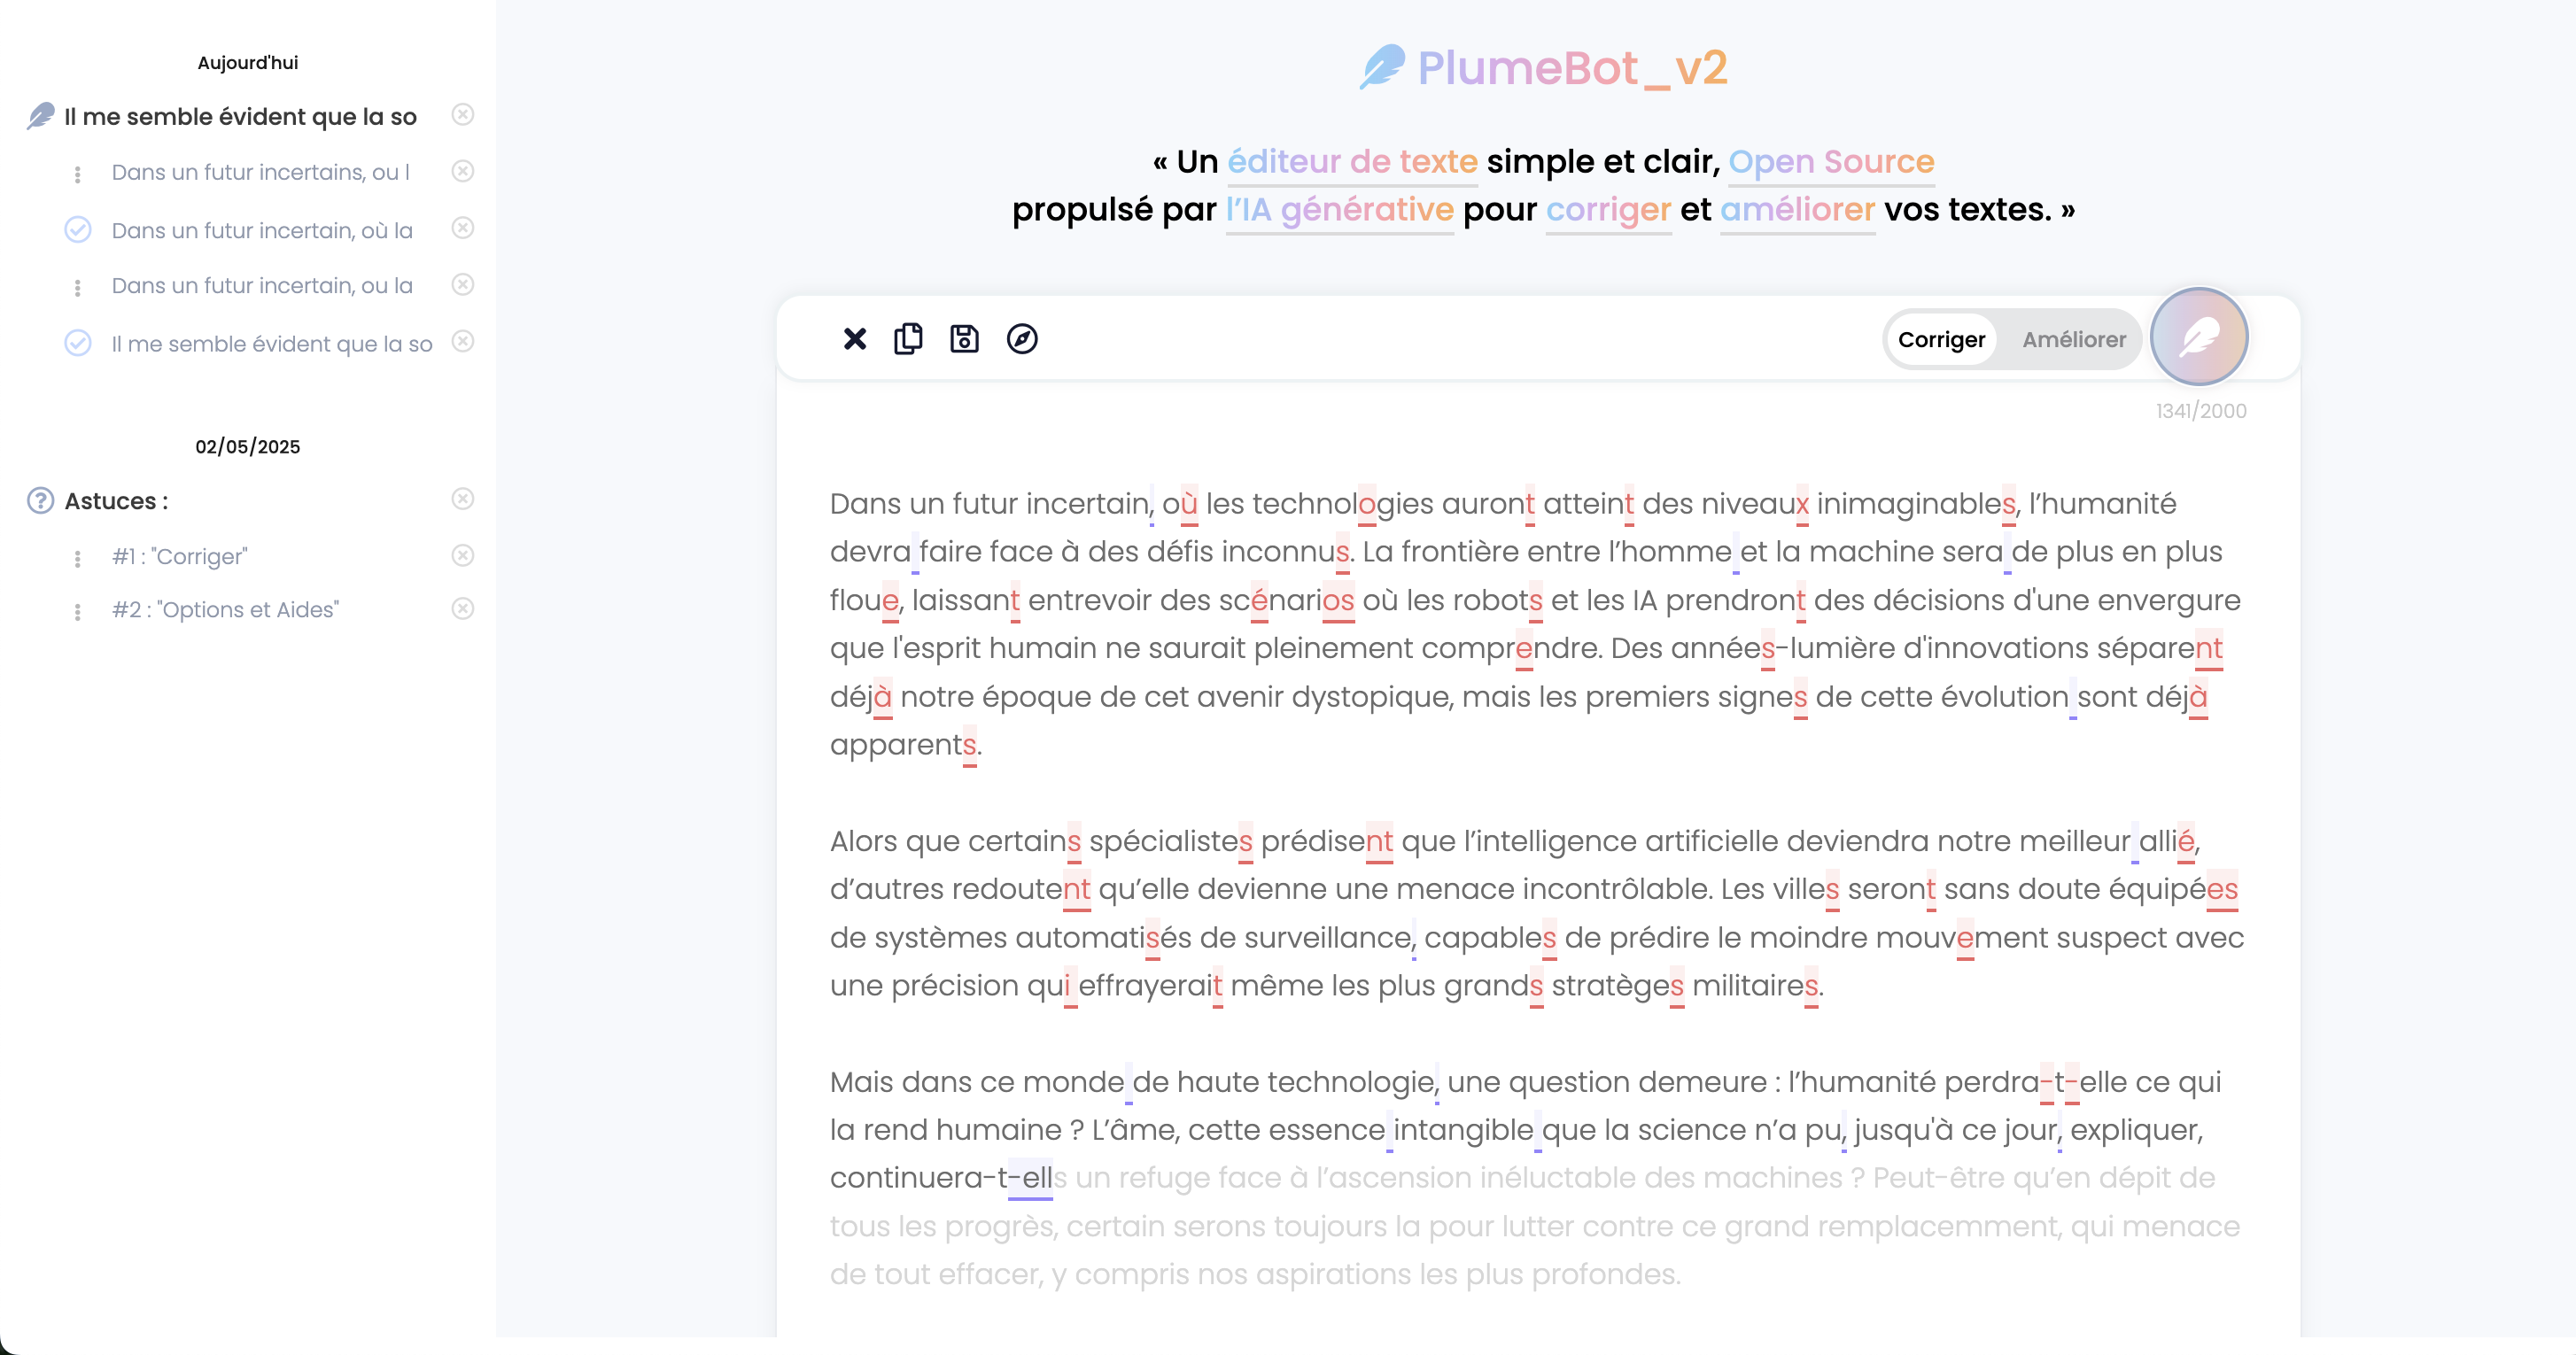 Aujourd'hui
Il me semble évident que la so
Dans un futur incertains, ou l
Dans un futur incertain, où la
Dans un futur incertain, ou la
Il me semble évident que la so
02/05/2025
Astuces :
#1 : "Corriger"
#2 : "Options et Aides"
PlumeBot_v2
« Un éditeur de texte simple et clair, Open Source
propulsé par l’IA générative pour corriger et améliorer vos textes. »
Corriger Améliorer
1341/2000
Dans un futur incertain, où les technologies auront atteint des niveaux inimaginables, l’humanité
devra faire face à des défis inconnus. La frontière entre l’homme et la machine sera de plus en plus
floue, laissant entrevoir des scénarios où les robots et les IA prendront des décisions d'une envergure
que l'esprit humain ne saurait pleinement comprendre. Des années-lumière d'innovations séparent
déjà notre époque de cet avenir dystopique, mais les premiers signes de cette évolution sont déjà
apparents.
Alors que certains spécialistes prédisent que l’intelligence artificielle deviendra notre meilleur allié,
d’autres redoutent qu’elle devienne une menace incontrôlable. Les villes seront sans doute équipées
de systèmes automatisés de surveillance, capables de prédire le moindre mouvement suspect avec
une précision qui effrayerait même les plus grands stratèges militaires.
Mais dans ce monde de haute technologie, une question demeure : l’humanité perdra-t-elle ce qui
la rend humaine ? L’âme, cette essence intangible que la science n’a pu, jusqu'à ce jour, expliquer,
continuera-t-ells un refuge face à l’ascension inéluctable des machines ? Peut-être qu’en dépit de
tous les progrès, certain serons toujours la pour lutter contre ce grand remplacemment, qui menace
de tout effacer, y compris nos aspirations les plus profondes.